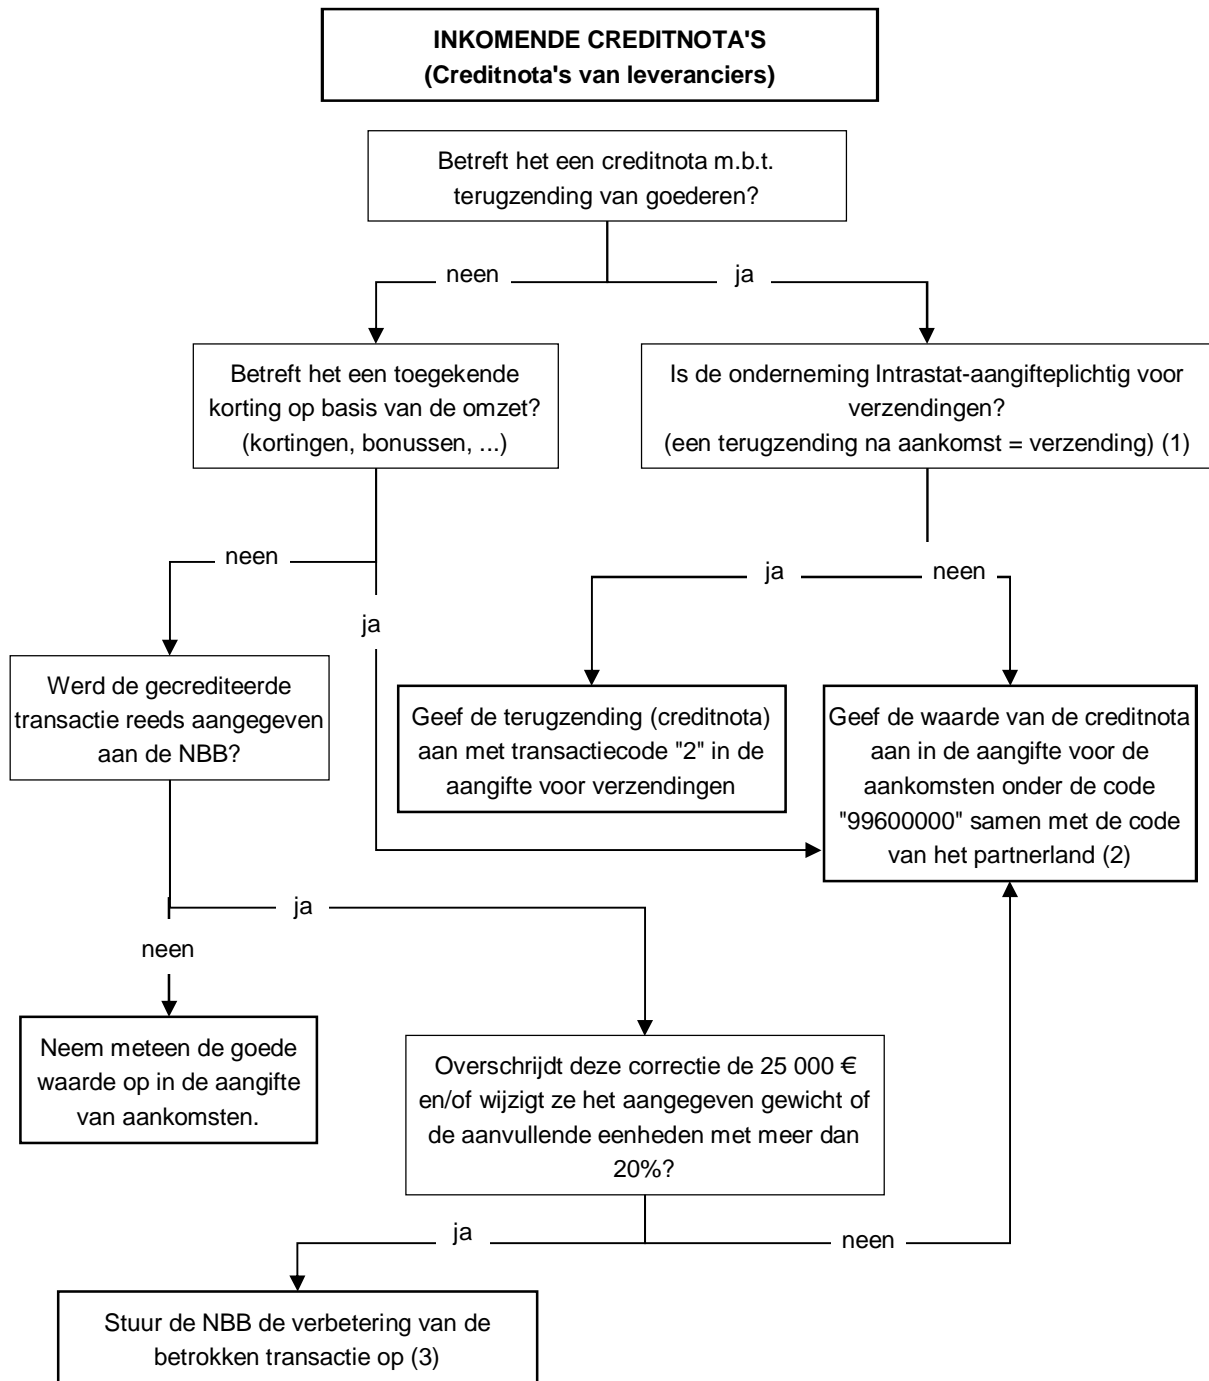 INKOMENDE CREDITNOTA'S
(Creditnota's van leveranciers)
Betreft het een creditnota m.b.t.
terugzending van goederen?
neen
ja
Betreft het een toegekende
korting op basis van de omzet?
(kortingen, bonussen, ...)
Is de onderneming Intrastat-aangifteplichtig voor
verzendingen?
(een terugzending na aankomst = verzending) (1)
neen
ja
ja
neen
Werd de gecrediteerde
transactie reeds aangegeven
aan de NBB?
Geef de terugzending (creditnota)
aan met transactiecode "2" in de
aangifte voor verzendingen
Geef de waarde van de creditnota
aan in de aangifte voor de
aankomsten onder de code
"99600000" samen met de code
van het partnerland (2)
ja
neen
Neem meteen de goede
waarde op in de aangifte
van aankomsten.
Overschrijdt deze correctie de 25 000 €
en/of wijzigt ze het aangegeven gewicht of
de aanvullende eenheden met meer dan
20%?
ja
neen
Stuur de NBB de verbetering van de
betrokken transactie op (3)